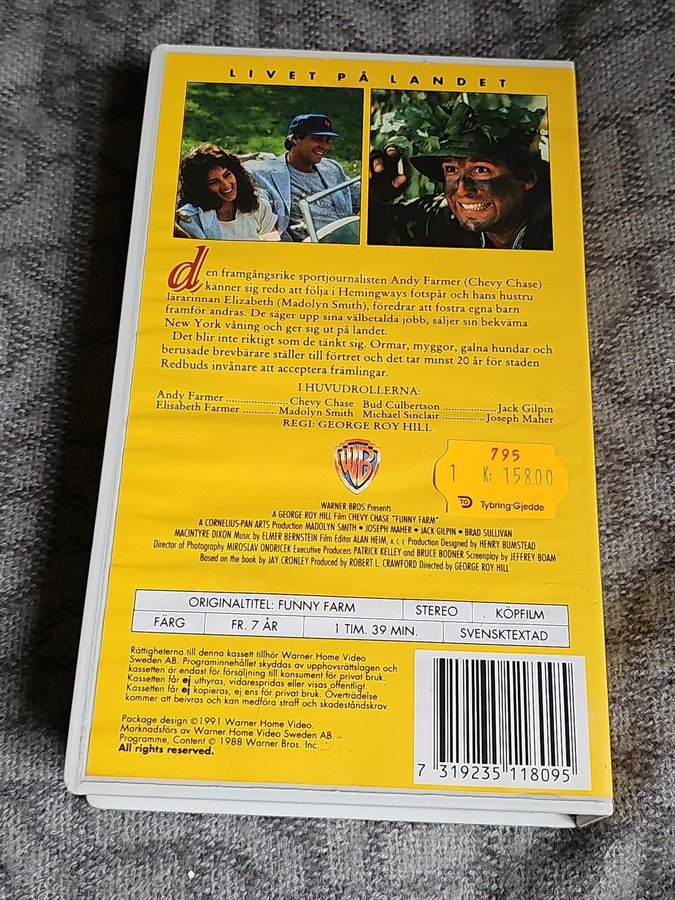 LIVET PÅ LANDET
den framgångsrike sportjournalisten Andy Farmer (Chevy Chase)
känner sig redo att följa i Hemingways fotspår och hans hustru
lärarinnan Elizabeth (Madolyn Smith), föredrar att fostra egna barn
framför andras. De säger upp sina välbetalda jobb, säljer sin bekväma
New York våning och ger sig ut på landet.
Det blir inte riktigt som de tänkt sig. Ormar, myggor, galna hundar och
berusade brevbärare ställer till förtret och det tar minst 20 år för staden
Redbuds invånare att acceptera främlingar.
I HUVUDROLLERNA:
Andy Farmer .................... Chevy Chase Bud Culbertson .................. Jack Gilpin
Elisabeth Farmer ........... Madolyn Smith Michael Sinclair ................ Joseph Maher
REGI: GEORGE ROY HILL
WB
795
1 Kr 158.00
TG Tybring-Gjedde
WARNER BROS Presents
A GEORGE ROY HILL Film CHEVY CHASE "FUNNY FARM"
A CORNELIUS-PAN ARTS Production MADOLYN SMITH • JOSEPH MAHER • JACK GILPIN • BRAD SULLIVAN
MACINTYRE DIXON Music by ELMER BERNSTEIN Film Editor ALAN HEIM, A.C.E Production Designed by HENRY BUMSTEAD
Director of Photography MIROSLAV ONDRICEK Executive Producers PATRICK KELLEY and BRUCE BODNER Screenplay by JEFFREY BOAM
Based on the book by JAY CRONLEY Produced by ROBERT L. CRAWFORD Directed by GEORGE ROY HILL
ORIGINALTITEL: FUNNY FARM STEREO KÖPFILM
FÄRG FR. 7 ÅR 1 TIM. 39 MIN. SVENSKTEXTAD
Rättigheterna till denna kassett tillhör Warner Home Video
Sweden AB. Programinnehållet skyddas av upphovsrättslagen och
kassetten är endast för försäljning till konsument för privat bruk.
Kassetten får ej uthyras, vidarespridas eller visas offentligt.
Kassetten får ej kopieras, ej ens för privat bruk. Överträdelse
kommer att beivras och kan medföra straff och skadeståndskrav.
Package design ©1991 Warner Home Video.
Marknadsförs av Warner Home Video Sweden AB.
Programme, Content © 1988 Warner Bros. Inc.
All rights reserved.
7 319235 118095